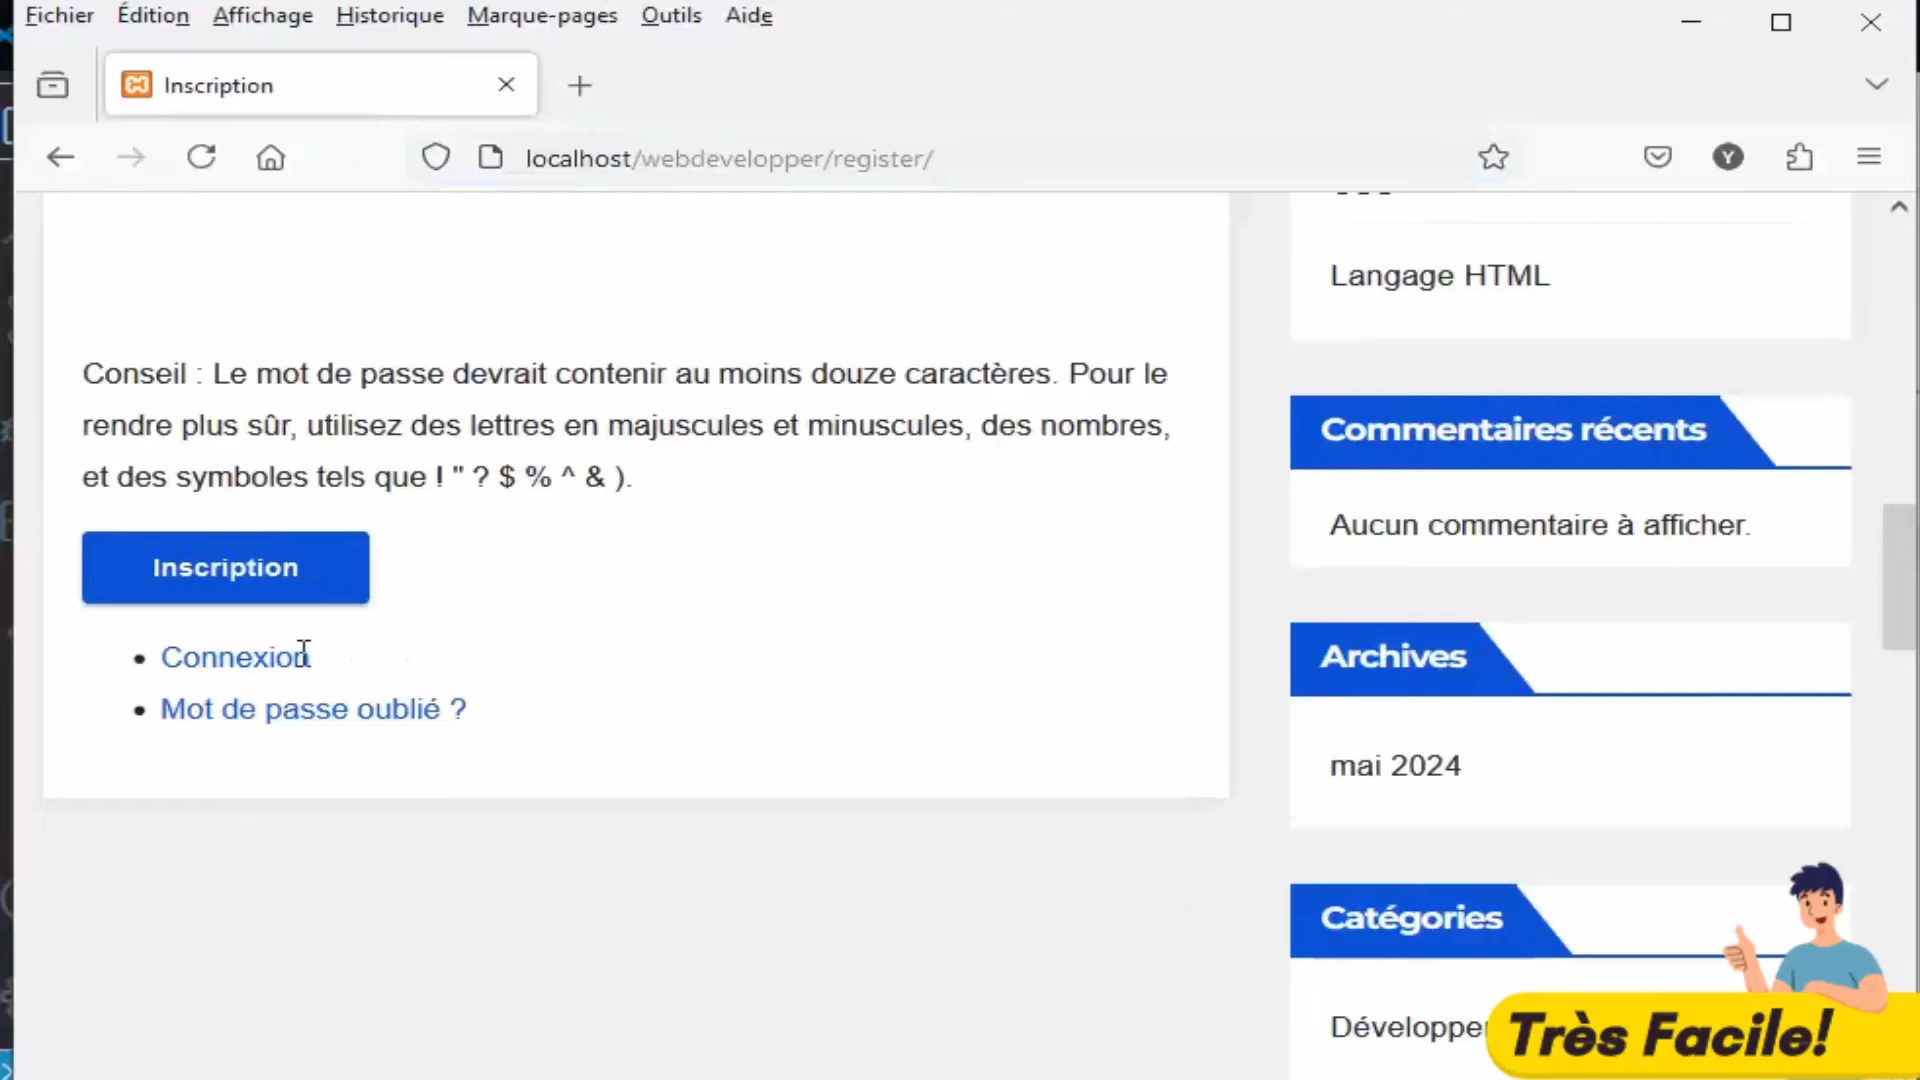 Fichier Édition Affichage Historique Marque-pages Outils Aide
Inscription
localhost/webdevelopper/register/
Y
Langage HTML
Conseil : Le mot de passe devrait contenir au moins douze caractères. Pour le
rendre plus sûr, utilisez des lettres en majuscules et minuscules, des nombres,
et des symboles tels que ! " ? $ % ^ & ).
Inscription
Connexion
Mot de passe oublié ?
Commentaires récents
Aucun commentaire à afficher.
Archives
mai 2024
Catégories
Très Facile!